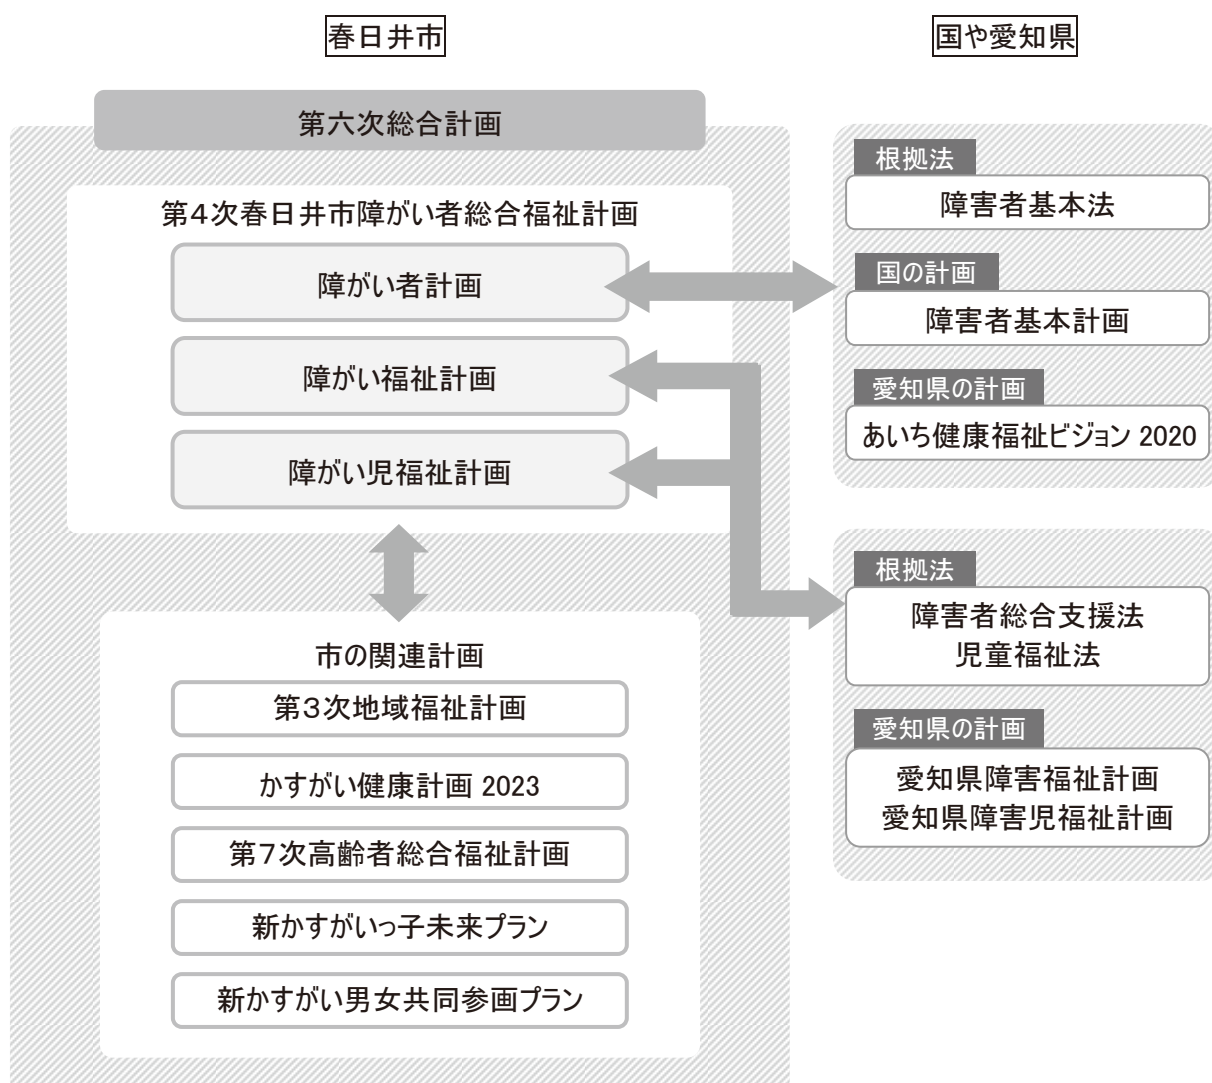 春日井市
国や愛知県
第六次総合計画
第4次春日井市障がい者総合福祉計画
障がい者計画
障がい福祉計画
障がい児福祉計画
市の関連計画
第3次地域福祉計画
かすがい健康計画 2023
第7次高齢者総合福祉計画
新かすがいっ子未来プラン
新かすがい男女共同参画プラン
根拠法
障害者基本法
国の計画
障害者基本計画
愛知県の計画
あいち健康福祉ビジョン 2020
根拠法
障害者総合支援法
児童福祉法
愛知県の計画
愛知県障害福祉計画
愛知県障害児福祉計画